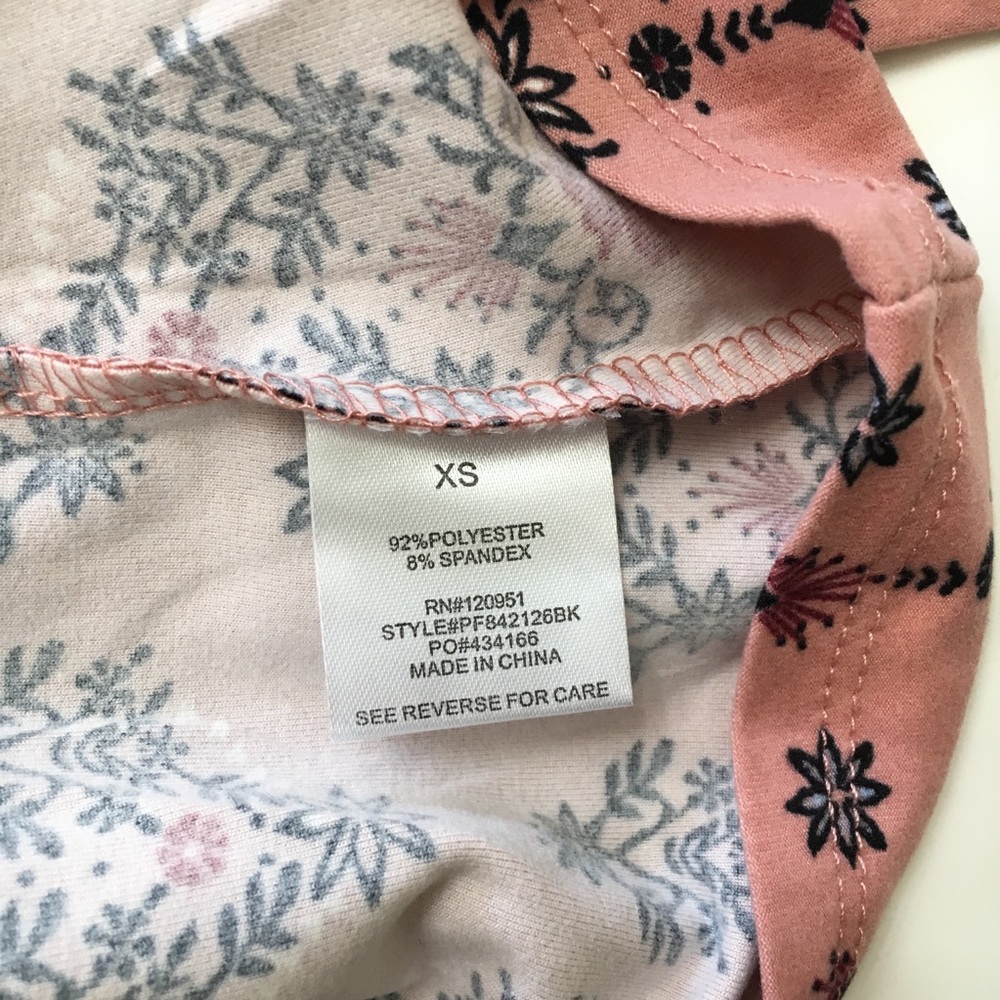 XS
92%POLYESTER
8% SPANDEX
RN#120951
STYLE#PF842126BK
PO#434166
MADE IN CHINA
SEE REVERSE FOR CARE